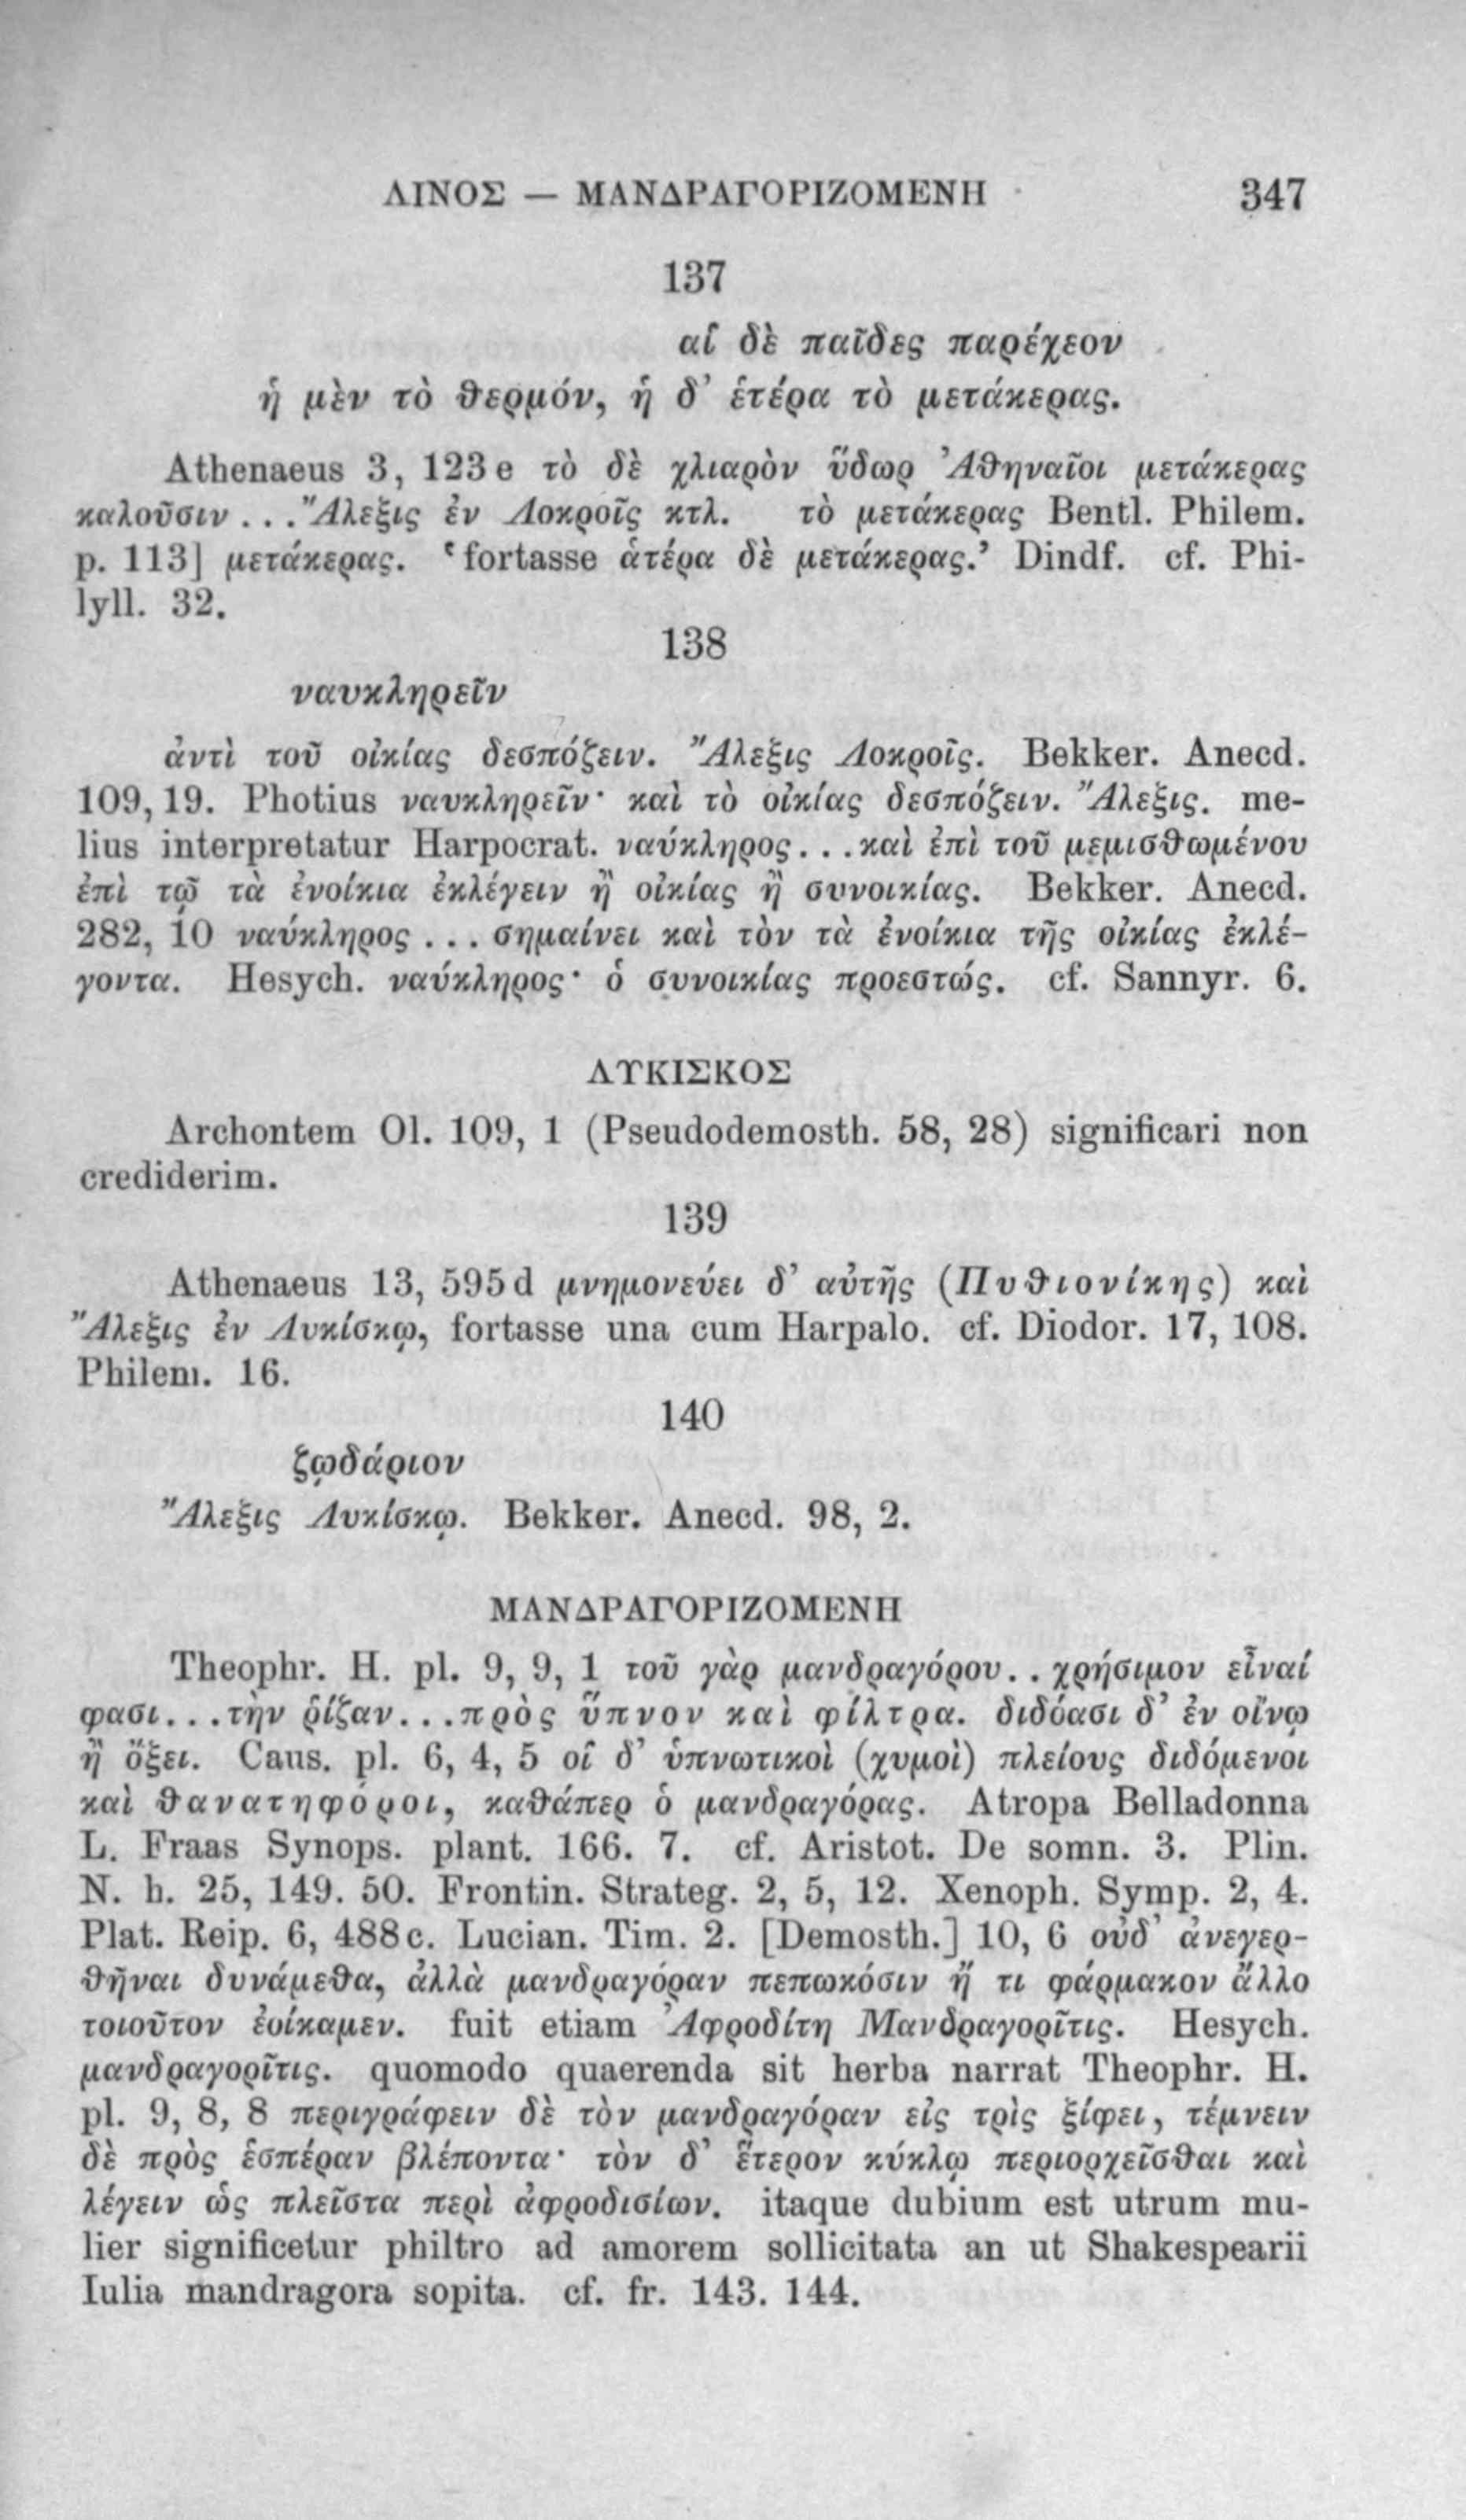 ΛΙΝΟΣ — ΜΑΝΔΡΑΓΟΡΙΖΟΜΕΝΗ 347
137
αἱ δὲ παῖδες παρέχεον
ἡ μὲν τὸ θερμόν, ἡ δ’ ἑτέρα τὸ μετάκερας.
Athenaeus 3, 123e τὸ δὲ χλιαρὸν ὕδωρ Ἀθηναῖοι μετάκερας
καλοῦσιν ... Ἄλεξις ἐν Λοκροῖς κτλ. τὸ μετάκερας Bentl. Philem.
p. 113] μετάκερας. ‘fortasse ἁτέρα δὲ μετάκερας.’ Dindf. cf. Phi-
lyll. 32.
138
ναυκληρεῖν
ἀντὶ τοῦ οἰκίας δεσπόζειν. Ἄλεξις Λοκροῖς. Bekker. Anecd.
109, 19. Photius ναυκληρεῖν· καὶ τὸ οἰκίας δεσπόζειν. Ἄλεξις. me-
lius interpretatur Harpocrat. ναύκληρος...καὶ ἐπὶ τοῦ μεμισθωμένου
ἐπὶ τῷ τὰ ἐνοίκια ἐκλέγειν ἢ οἰκίας ἢ συνοικίας. Bekker. Anecd.
282, 10 ναύκληρος ... σημαίνει καὶ τὸν τὰ ἐνοίκια τῆς οἰκίας ἐκλέ-
γοντα. Hesych. ναύκληρος· ὁ συνοικίας προεστώς. cf. Sannyr. 6.
ΛΥΚΙΣΚΟΣ
Archontem Ol. 109, 1 (Pseudodemosth. 58, 28) significari non
crediderim.
139
Athenaeus 13, 595d μνημονεύει δ’ αὐτῆς (Πυθιονίκης) καὶ
Ἄλεξις ἐν Λυκίσκῳ, fortasse una cum Harpalo. cf. Diodor. 17, 108.
Philem. 16.
140
ζῳδάριον
Ἄλεξις Λυκίσκῳ. Bekker. Anecd. 98, 2.
ΜΑΝΔΡΑΓΟΡΙΖΟΜΕΝΗ
Theophr. H. pl. 9, 9, 1 τοῦ γὰρ μανδραγόρου.. χρήσιμον εἶναί
φασι...τὴν ῥίζαν...πρὸς ὕπνον καὶ φίλτρα. διδόασι δ’ ἐν οἴνῳ
ἢ ὄξει. Caus. pl. 6, 4, 5 οἱ δ’ ὑπνωτικοὶ (χυμοὶ) πλείους διδόμενοι
καὶ θανατηφόροι, καθάπερ ὁ μανδραγόρας. Atropa Belladonna
L. Fraas Synops. plant. 166. 7. cf. Aristot. De somn. 3. Plin.
N. h. 25, 149. 50. Frontin. Strateg. 2, 5, 12. Xenoph. Symp. 2, 4.
Plat. Reip. 6, 488c. Lucian. Tim. 2. [Demosth.] 10, 6 οὐδ’ ἀνεγερ-
θῆναι δυνάμεθα, ἀλλὰ μανδραγόραν πεπωκόσιν ἤ τι φάρμακον ἄλλο
τοιοῦτον ἐοίκαμεν. fuit etiam Ἀφροδίτη Μανδραγορῖτις. Hesych.
μανδραγορῖτις. quomodo quaerenda sit herba narrat Theophr. H.
pl. 9, 8, 8 περιγράφειν δὲ τὸν μανδραγόραν εἰς τρὶς ξίφει, τέμνειν
δὲ πρὸς ἑσπέραν βλέποντα· τὸν δ’ ἕτερον κύκλῳ περιορχεῖσθαι καὶ
λέγειν ὡς πλεῖστα περὶ ἀφροδισίων. itaque dubium est utrum mu-
lier significetur philtro ad amorem sollicitata an ut Shakespearii
Iulia mandragora sopita. cf. fr. 143. 144.